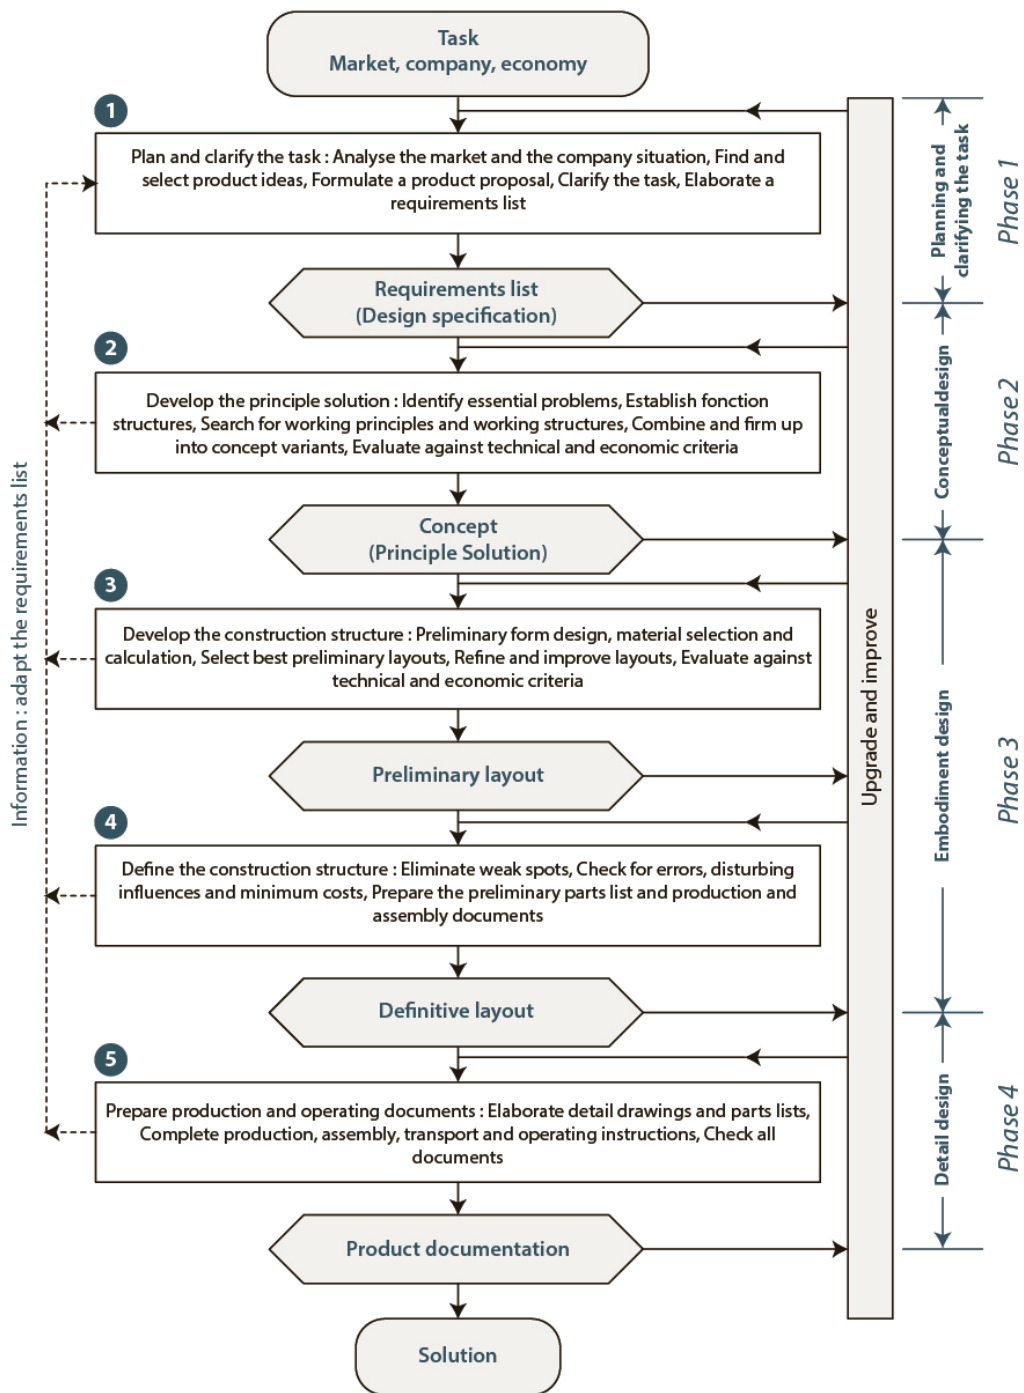 Task
Market, company, economy
1
Plan and clarify the task : Analyse the market and the company situation, Find and
select product ideas, Formulate a product proposal, Clarify the task, Elaborate a
requirements list
Requirements list
(Design specification)
2
Develop the principle solution : Identify essential problems, Establish fonction
structures, Search for working principles and working structures, Combine and firm up
into concept variants, Evaluate against technical and economic criteria
Concept
(Principle Solution)
3
Develop the construction structure : Preliminary form design, material selection and
calculation, Select best preliminary layouts, Refine and improve layouts, Evaluate against
technical and economic criteria
Preliminary layout
4
Define the construction structure : Eliminate weak spots, Check for errors, disturbing
influences and minimum costs, Prepare the preliminary parts list and production and
assembly documents
Definitive layout
5
Prepare production and operating documents : Elaborate detail drawings and parts lists,
Complete production, assembly, transport and operating instructions, Check all
documents
Product documentation
Solution
Information : adapt the requirements list
Upgrade and improve
Planning and
clarifying the task
Phase 1
Conceptualdesign
Phase 2
Embodiment design
Phase 3
Detail design
Phase 4